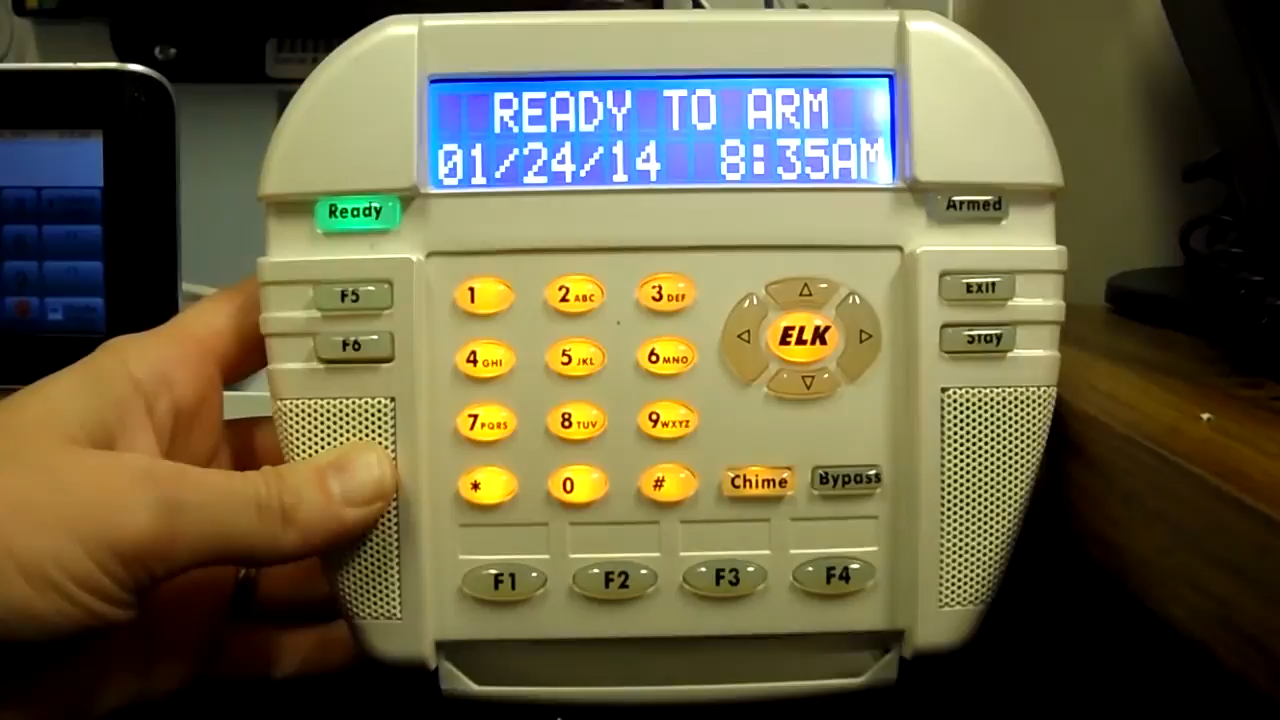 READY TO ARM
01/24/14 8:35AM
Ready
Armed
F5
F6
1
2ABC
3DEF
4GHI
5JKL
6MNO
7PQRS
8TUV
9WXYZ
*
0
#
ELK
Exit
Stay
Chime
Bypass
F1
F2
F3
F4